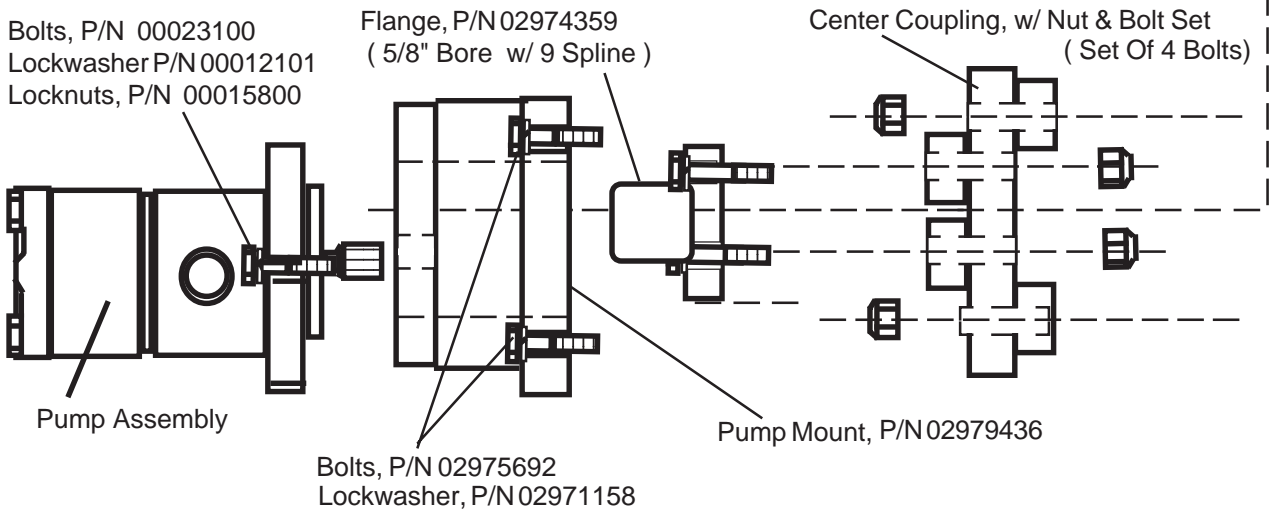 Bolts, P/N 00023100
Lockwasher P/N 00012101
Locknuts, P/N 00015800
Flange, P/N 02974359
( 5/8" Bore w/ 9 Spline )
Center Coupling, w/ Nut & Bolt Set
( Set Of 4 Bolts)
Pump Assembly
Pump Mount, P/N 02979436
Bolts, P/N 02975692
Lockwasher, P/N 02971158